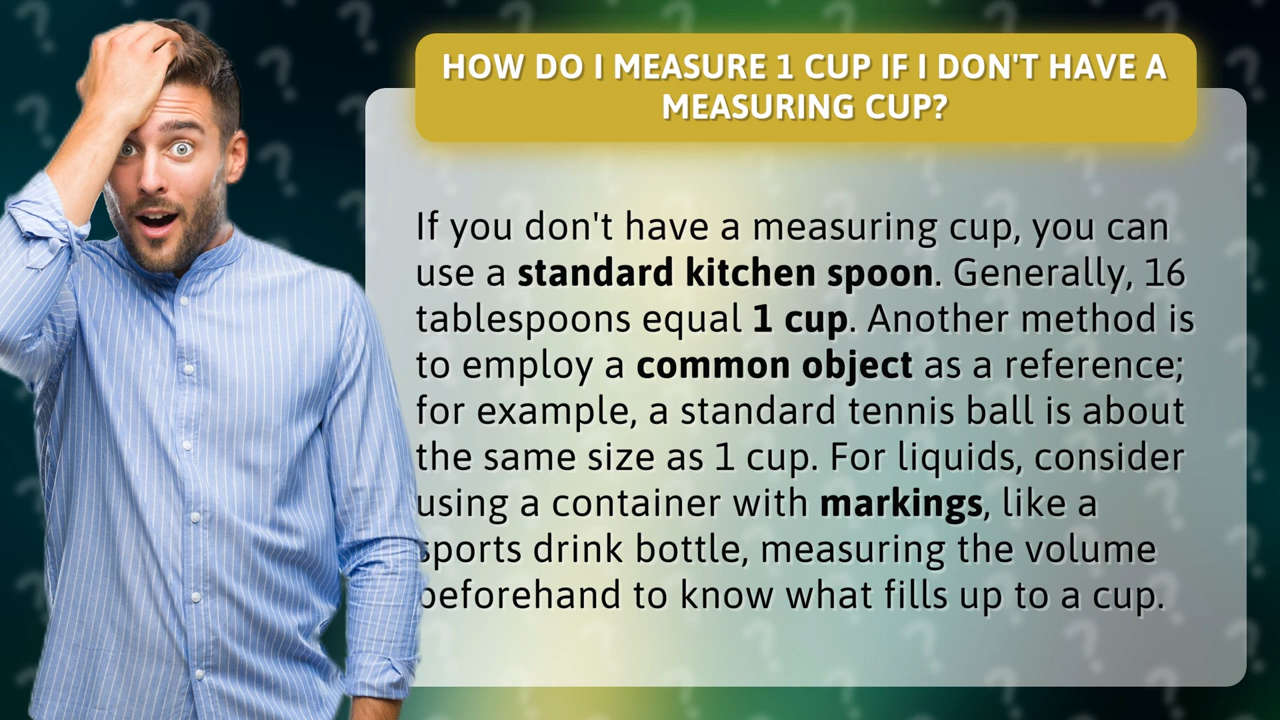 HOW DO I MEASURE 1 CUP IF I DON'T HAVE A
MEASURING CUP?
If you don't have a measuring cup, you can
use a standard kitchen spoon. Generally, 16
tablespoons equal 1 cup. Another method is
to employ a common object as a reference;
for example, a standard tennis ball is about
the same size as 1 cup. For liquids, consider
using a container with markings, like a
sports drink bottle, measuring the volume
beforehand to know what fills up to a cup.